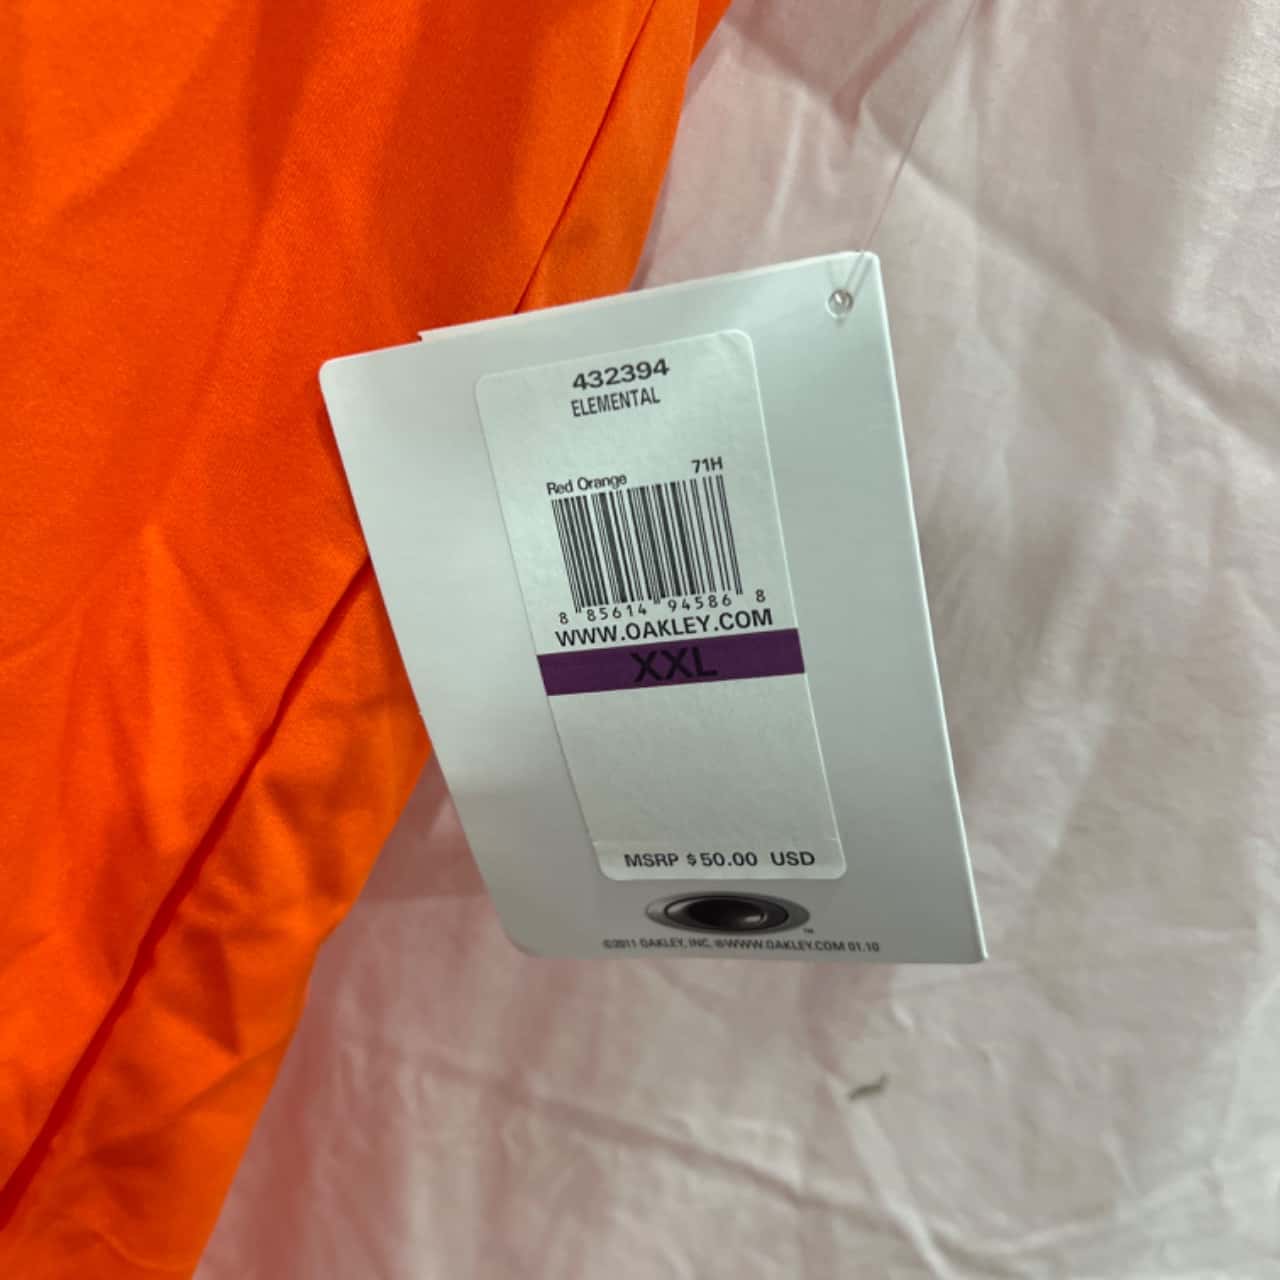 432394
ELEMENTAL
Red Orange 71H
8 85614 94586 8
WWW.OAKLEY.COM
XXL
MSRP $50.00 USD
TM
©2011 OAKLEY, INC. @WWW.OAKLEY.COM 01.10